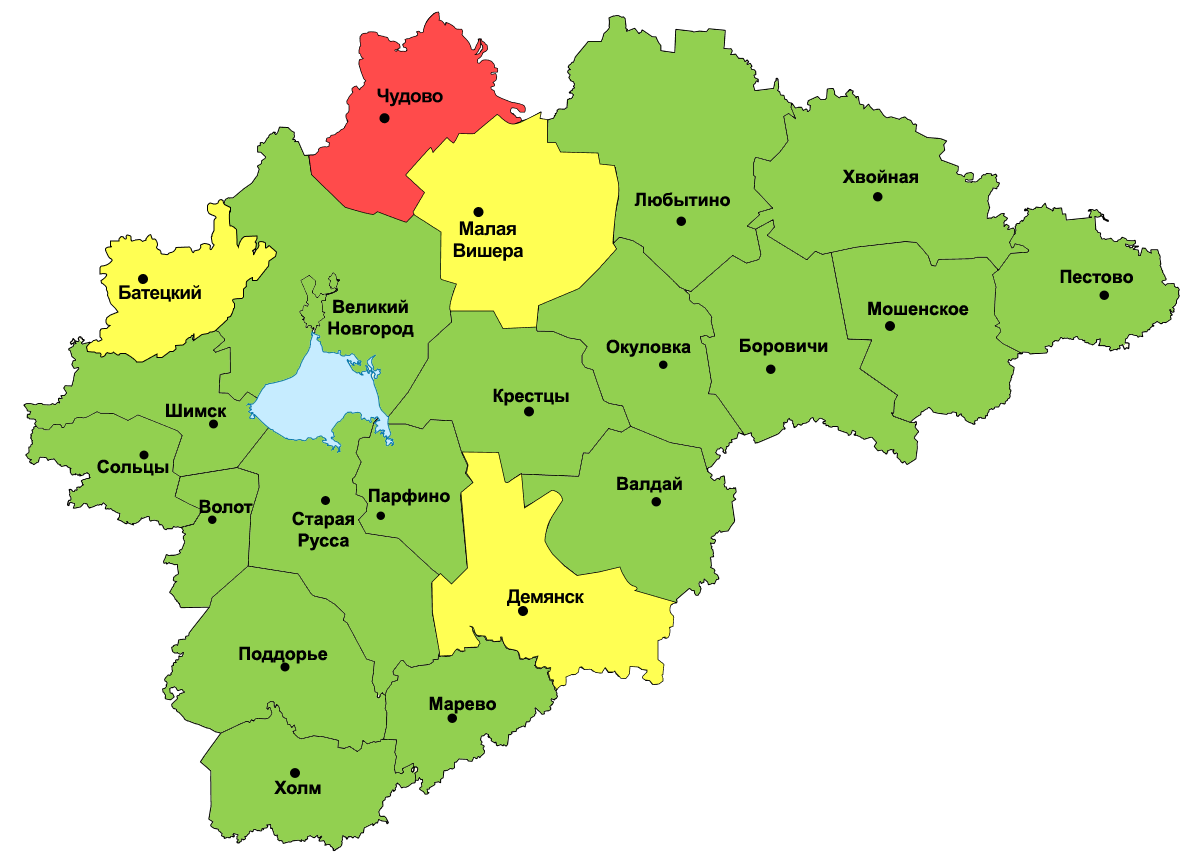 Чудово
Хвойная
Любытино
Малая
Вишера
Пестово
Батецкий
Великий
Новгород
Мошенское
Окуловка
Боровичи
Крестцы
Шимск
Сольцы
Валдай
Парфино
Волот
Старая
Русса
Демянск
Поддорье
Марево
Холм